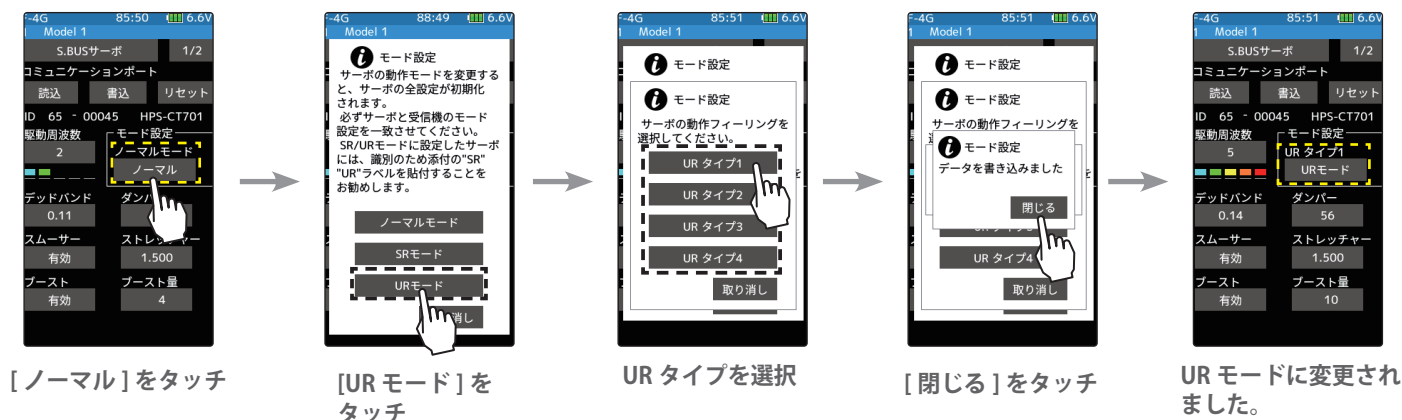 F-4G 85:50 6.6V
1 Model 1
S.BUSサーボ 1/2
コミュニケーションポート
読込 書込 リセット
ID 65 - 00045 HPS-CT701
駆動周波数 モード設定
2 ノーマルモード
ノーマル
デッドバンド
0.11
スムーサー ストレッチャー
有効 1.500
ブースト ブースト量
有効 4
[ ノーマル ] をタッチ
F-4G 88:49 6.6V
1 Model 1
モード設定
サーボの動作モードを変更する
と、サーボの全設定が初期化
されます。
必ずサーボと受信機のモード
設定を一致させてください。
SR/URモードに設定したサーボ
には、識別のため添付の"SR"
"UR"ラベルを貼付することを
お勧めします。
ノーマルモード
SRモード
URモード
[UR モード ] を
タッチ
F-4G 85:51 6.6V
1 Model 1
モード設定
モード設定
サーボの動作フィーリングを
選択してください。
UR タイプ1
UR タイプ2
UR タイプ3
UR タイプ4
取り消し
UR タイプを選択
-4G 85:51 6.6V
1 Model 1
モード設定
モード設定
サーボの動作フィーリングを
モード設定
データを書き込みました
閉じる
UR タイプ4
取り消し
[ 閉じる ] をタッチ
-4G 85:51 6.6V
1 Model 1
S.BUSサーボ 1/2
コミュニケーションポート
読込 書込 リセット
ID 65 - 00045 HPS-CT701
駆動周波数 モード設定
5 UR タイプ1
URモード
デッドバンド ダンパー
0.14 56
スムーサー ストレッチャー
有効 1.500
ブースト ブースト量
有効 10
UR モードに変更され
ました。